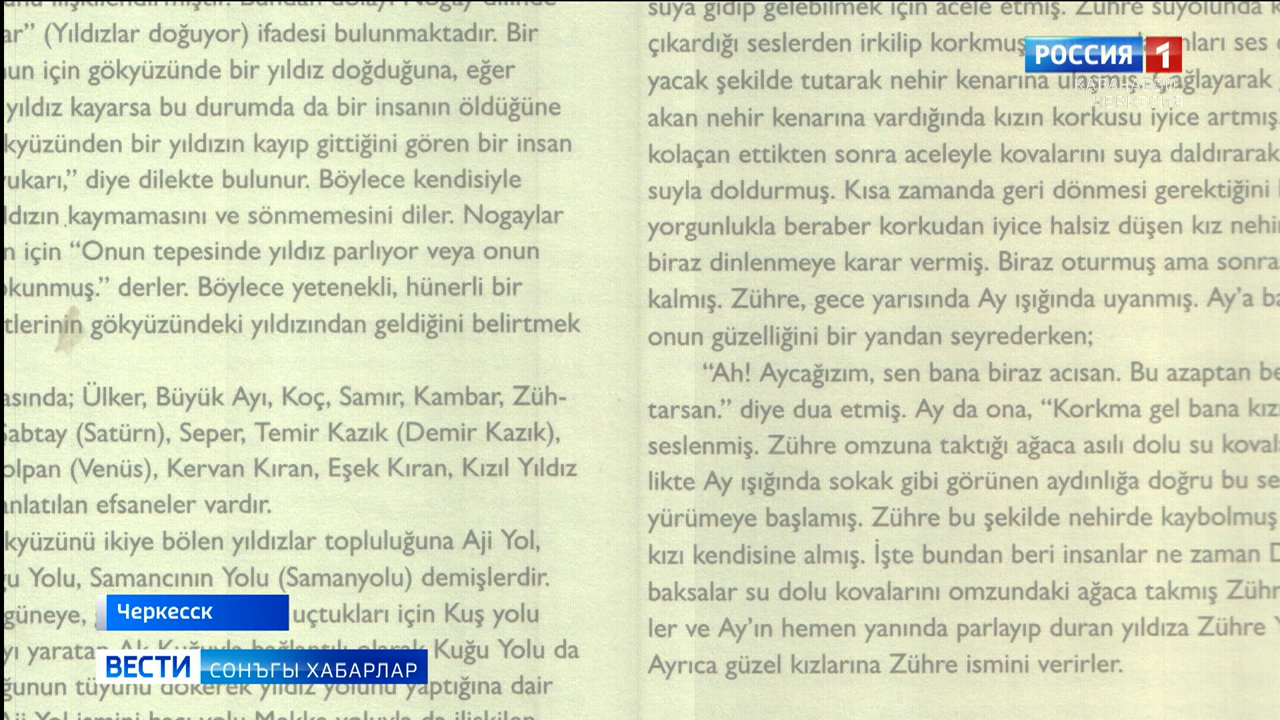 ar” (Yıldızlar doğuyor) ifadesi bulunmaktadır. Bir
için gökyüzünde bir yıldız doğduğuna, eğer
yıldız kayarsa bu durumda da bir insanın öldüğüne
kyüzünden bir yıldızın kayıp gittiğini gören bir insan
ukarı,” diye dilekte bulunur. Böylece kendisiyle
ldızın kaymamasını ve sönmemesini diler. Nogaylar
n için “Onun tepesinde yıldız parlıyor veya onun
okunmuş.” derler. Böylece yetenekli, hünerli bir
tlerinin gökyüzündeki yıldızından geldiğini belirtmek
asında; Ülker, Büyük Ayı, Koç, Samır, Kambar, Züh-
Sabtay (Satürn), Seper, Temir Kazık (Demir Kazık),
olpan (Venüs), Kervan Kıran, Eşek Kıran, Kızıl Yıldız
anlatılan efsaneler vardır.
kyüzünü ikiye bölen yıldızlar topluluğuna Aji Yol,
u Yolu, Samancının Yolu (Samanyolu) demişlerdir.
güneye, uçtukları için Kuş yolu
yı yaratan Ak Kuğuyla bağlantılı olarak Kuğu Yolu da
ğunun tüyünü dökerek yıldız yolunu yaptığına dair
suya gidip gelebilmek için acele etmiş. Zühre suyolunda
çıkardığı seslerden irkilip korkmuş ses
yacak şekilde tutarak nehir kenarına ulaşmış. Çağlayarak
akan nehir kenarına vardığında kızın korkusu iyice artmış.
kolaçan ettikten sonra aceleyle kovalarını suya daldırarak
suyla doldurmuş. Kısa zamanda geri dönmesi gerektiğini
yorgunlukla beraber korkudan iyice halsiz düşen kız nehi
biraz dinlenmeye karar vermiş. Biraz oturmuş ama sonra
kalmış. Zühre, gece yarısında Ay ışığında uyanmış. Ay’a ba
onun güzelliğini bir yandan seyrederken;
“Ah! Aycağızım, sen bana biraz acısan. Bu azaptan be
tarsan.” diye dua etmiş. Ay da ona, “Korkma gel bana kız
seslenmiş. Zühre omzuna taktığı ağaca asılı dolu su koval
likte Ay ışığında sokak gibi görünen aydınlığa doğru bu se
yürümeye başlamış. Zühre bu şekilde nehirde kaybolmuş
kızı kendisine almış. İşte bundan beri insanlar ne zaman D
baksalar su dolu kovalarını omzundaki ağaca takmış Zühr
ler ve Ay’ın hemen yanında parlayıp duran yıldıza Zühre Y
Ayrıca güzel kızlarına Zühre ismini verirler.
РОССИЯ 1
Черкесск
ВЕСТИ СОНЪГЫ ХАБАРЛАР